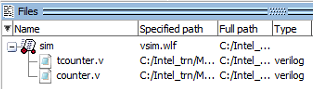 Files
Name Specified path Full path Type
sim vsim.wlf C:/Intel_...
tcounter.v C:/Intel_trn/M... C:/Intel_... verilog
counter.v C:/Intel_trn/M... C:/Intel_... verilog